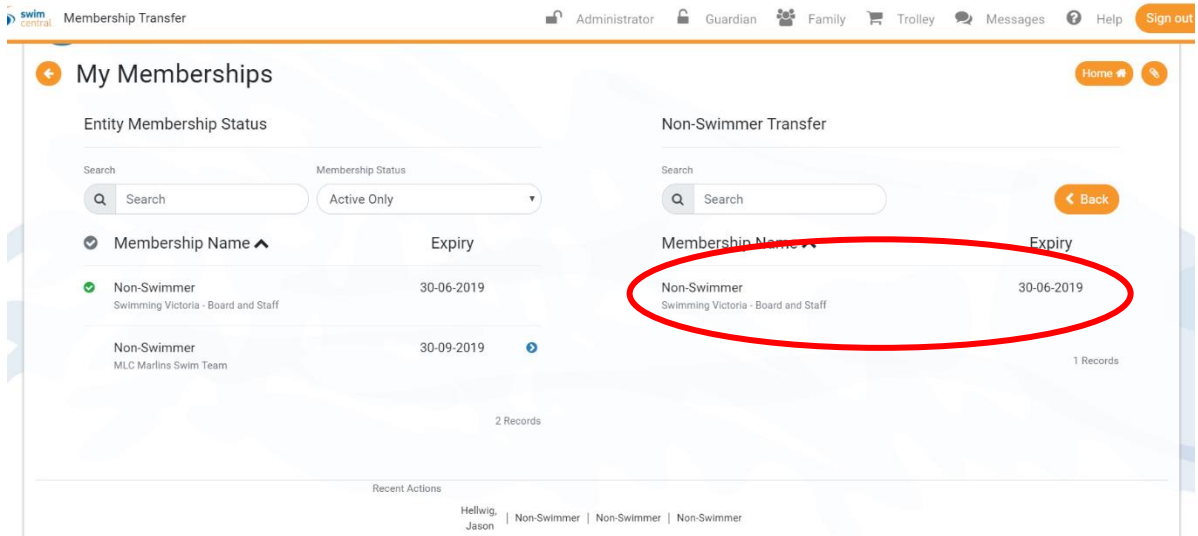 swim central Membership Transfer Administrator Guardian Family Trolley Messages Help Sign out
My Memberships Home
Entity Membership Status
Search Membership Status
Search Active Only
Membership Name Expiry
Non-Swimmer 30-06-2019
Swimming Victoria - Board and Staff
Non-Swimmer 30-09-2019
MLC Marlins Swim Team
2 Records
Non-Swimmer Transfer
Search
Search Back
Membership Name Expiry
Non-Swimmer 30-06-2019
Swimming Victoria - Board and Staff
1 Records
Recent Actions
Hellwig, Jason | Non-Swimmer | Non-Swimmer | Non-Swimmer